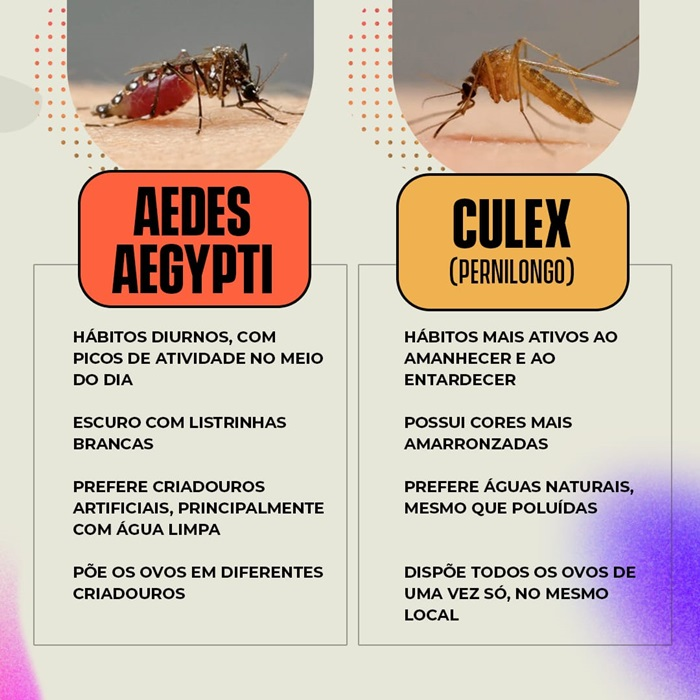 AEDES
AEGYPTI
HÁBITOS DIURNOS, COM
PICOS DE ATIVIDADE NO MEIO
DO DIA
ESCURO COM LISTRINHAS
BRANCAS
PREFERE CRIADOUROS
ARTIFICIAIS, PRINCIPALMENTE
COM ÁGUA LIMPA
PÕE OS OVOS EM DIFERENTES
CRIADOUROS
CULEX
(PERNILONGO)
HÁBITOS MAIS ATIVOS AO
AMANHECER E AO
ENTARDECER
POSSUI CORES MAIS
AMARRONZADAS
PREFERE ÁGUAS NATURAIS,
MESMO QUE POLUÍDAS
DISPÕE TODOS OS OVOS DE
UMA VEZ SÓ, NO MESMO
LOCAL